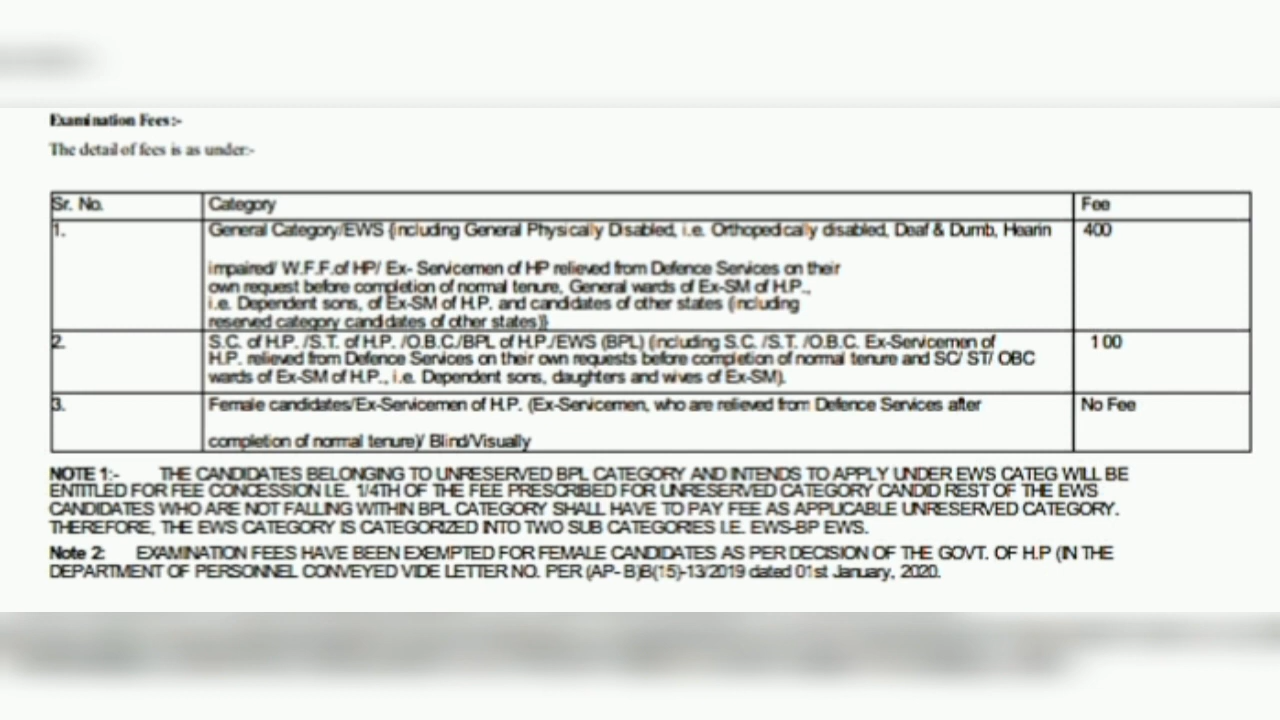 Examination Fees:-
The detail of fees is as under:-
Sr. No. Category Fee
1. General Category/EWS {including General Physically Disabled, i.e. Orthopedically disabled, Deaf & Dumb, Hearin 400
impaired/ W.F.F.of HP/ Ex- Servicemen of HP relieved from Defence Services on their
own request before completion of normal tenure, General wards of Ex-SM of H.P.,
i.e. Dependent sons, of Ex-SM of H.P. and candidates of other states (including
reserved category candidates of other states)}
2. S.C. of H.P. /S.T. of H.P. /O.B.C./BPL of H.P./EWS (BPL) (including S.C. /S.T. /O.B.C. Ex-Servicemen of 100
H.P. relieved from Defence Services on their own requests before completion of normal tenure and SC/ ST/ OBC
wards of Ex-SM of H.P., i.e. Dependent sons, daughters and wives of Ex-SM).
3. Female candidates/Ex-Servicemen of H.P. (Ex-Servicemen, who are relieved from Defence Services after No Fee
completion of normal tenure)/ Blind/Visually
NOTE 1:- THE CANDIDATES BELONGING TO UNRESERVED BPL CATEGORY AND INTENDS TO APPLY UNDER EWS CATEG WILL BE
ENTITLED FOR FEE CONCESSION I.E. 1/4TH OF THE FEE PRESCRIBED FOR UNRESERVED CATEGORY CANDID REST OF THE EWS
CANDIDATES WHO ARE NOT FALLING WITHIN BPL CATEGORY SHALL HAVE TO PAY FEE AS APPLICABLE UNRESERVED CATEGORY.
THEREFORE, THE EWS CATEGORY IS CATEGORIZED INTO TWO SUB CATEGORIES I.E. EWS-BP EWS.
Note 2: EXAMINATION FEES HAVE BEEN EXEMPTED FOR FEMALE CANDIDATES AS PER DECISION OF THE GOVT. OF H.P (IN THE
DEPARTMENT OF PERSONNEL CONVEYED VIDE LETTER NO. PER (AP- B)B(15)-13/2019 dated 01st January, 2020.